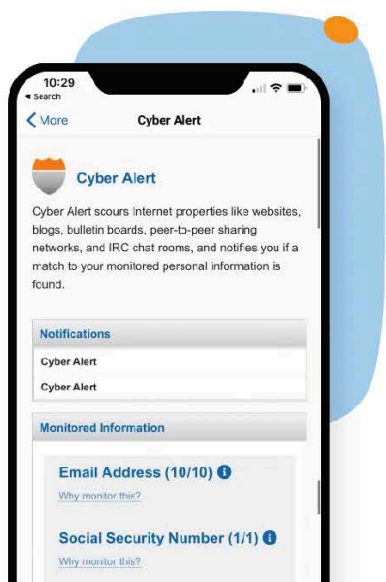 10:29
Search
More
Cyber Alert
Cyber Alert
Cyber Alert scours Internet properties like websites,
blogs, bulletin boards, peer-to-peer sharing
networks, and IRC chat rooms, and notifies you if a
match to your monitored personal information is
found.
Notifications
Cyber Alert
Cyber Alert
Monitored Information
Email Address (10/10)
Why monitor this?
Social Security Number (1/1)
Why monitor this?